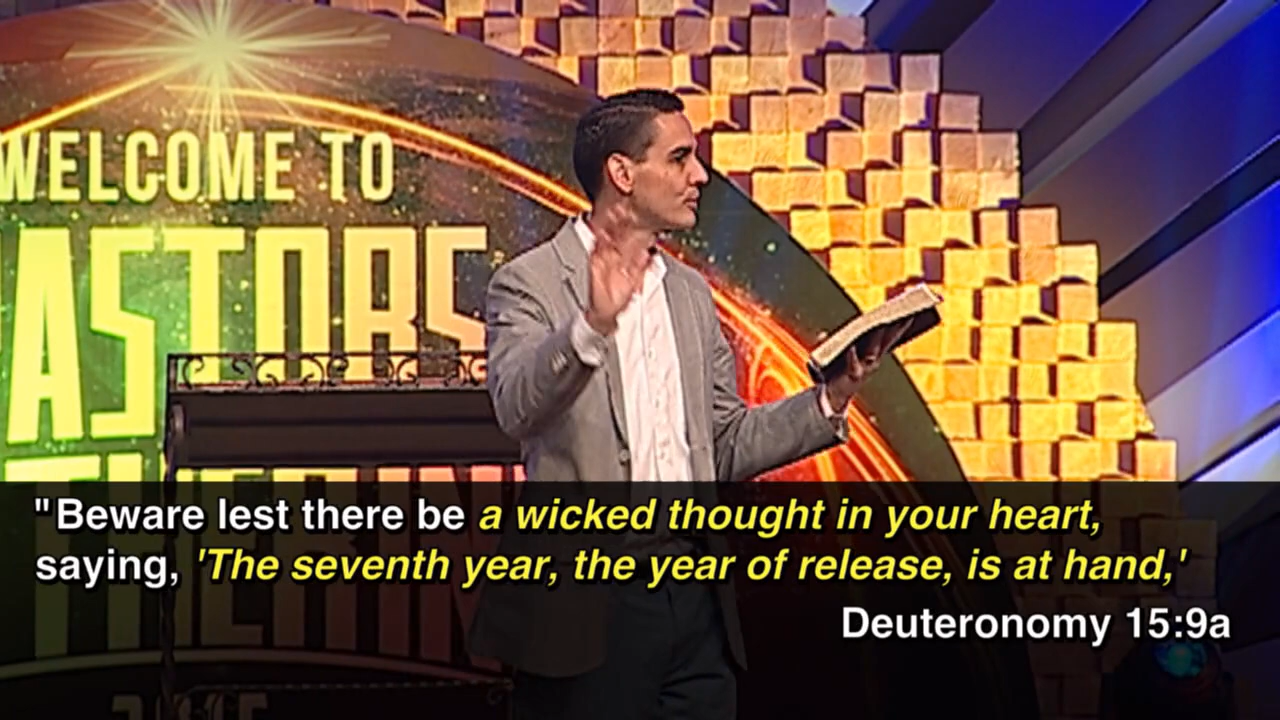 WELCOME TO
ASTORS
"Beware lest there be a wicked thought in your heart,
saying, 'The seventh year, the year of release, is at hand,'
Deuteronomy 15:9a